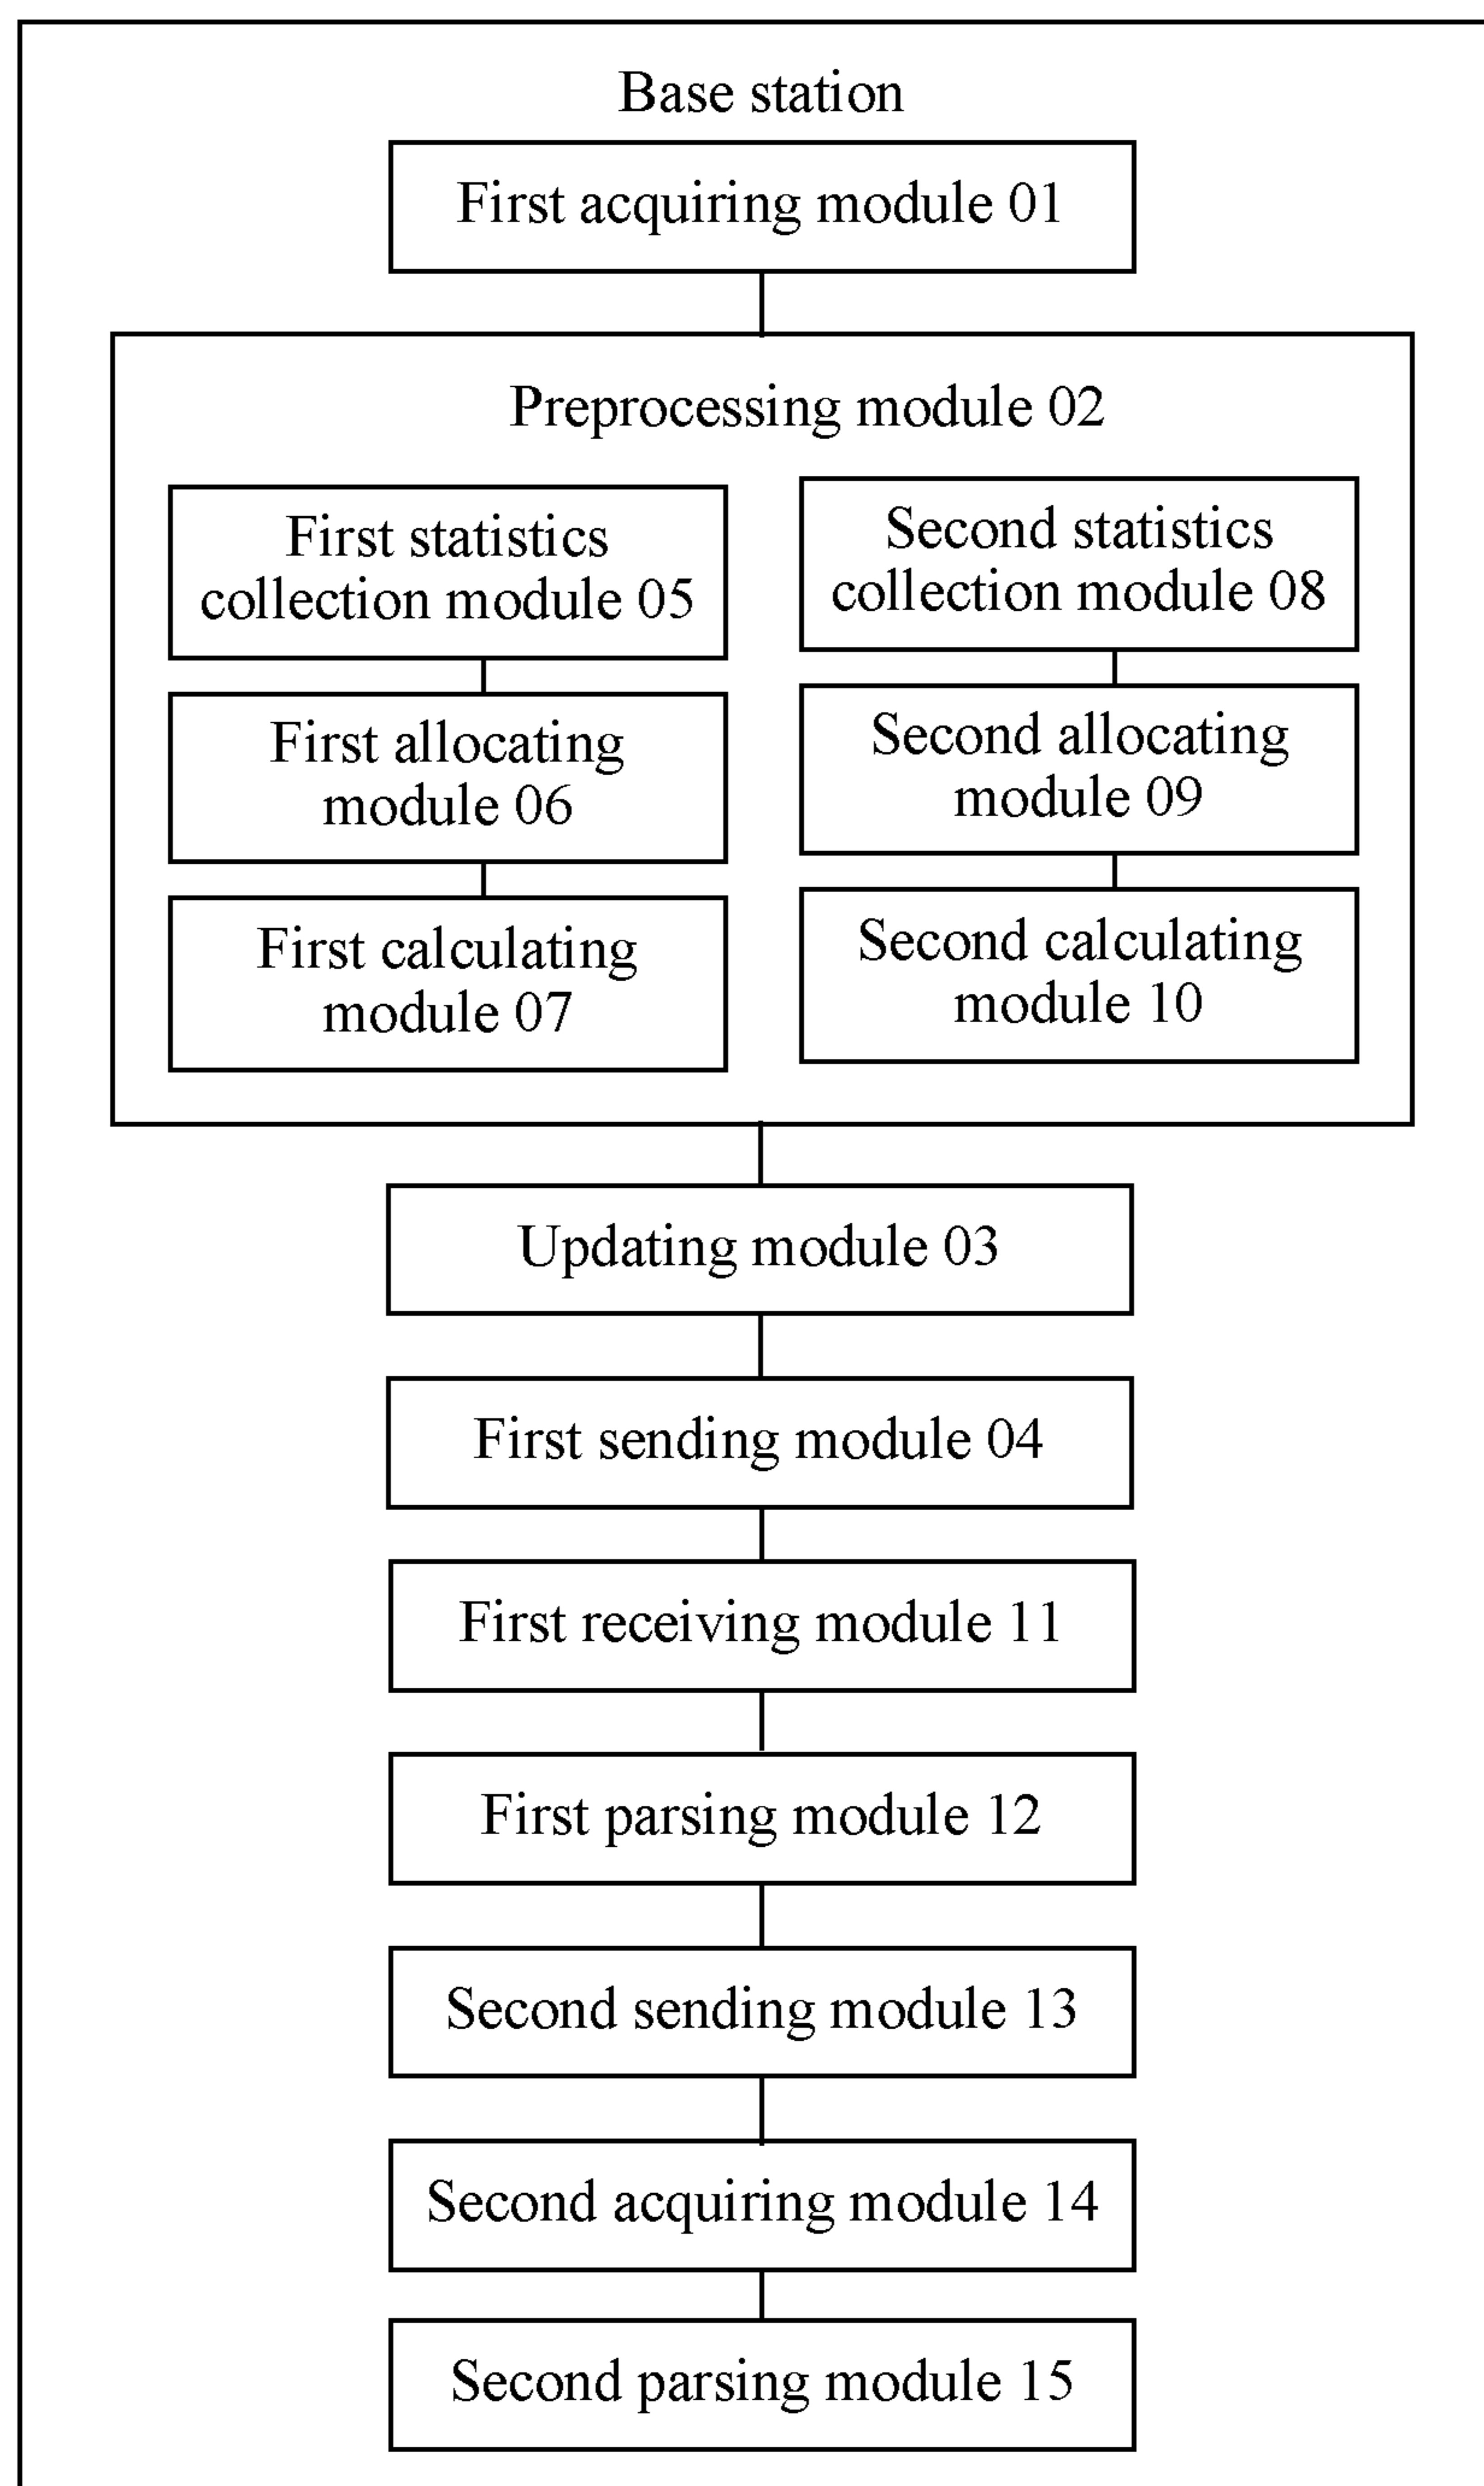 Base station
First acquiring module 01
Preprocessing module 02
First statistics
collection module 05
First allocating
module 06
First calculating
module 07
Second statistics
collection module 08
Second allocating
module 09
Second calculating
module 10
Updating module 03
First sending module 04
First receiving module 11
First parsing module 12
Second sending module 13
Second acquiring module 14
Second parsing module 15